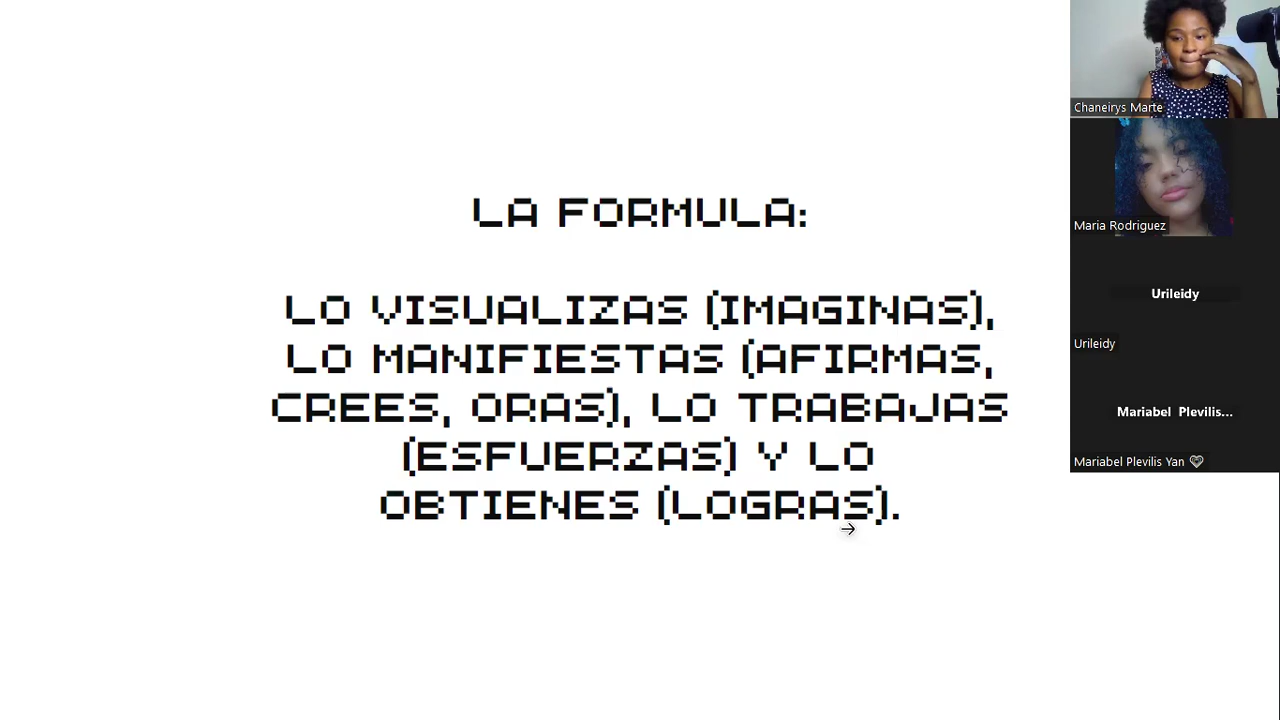 LA FORMULA:
LO VISUALIZAS (IMAGINAS),
LO MANIFIESTAS (AFIRMAS,
CREES, ORAS), LO TRABAJAS
(ESFUERZAS) Y LO
OBTIENES (LOGRAS).
Chaneirys Marte
Maria Rodriguez
Urileidy
Urileidy
Mariabel Plevilis...
Mariabel Plevilis Yan